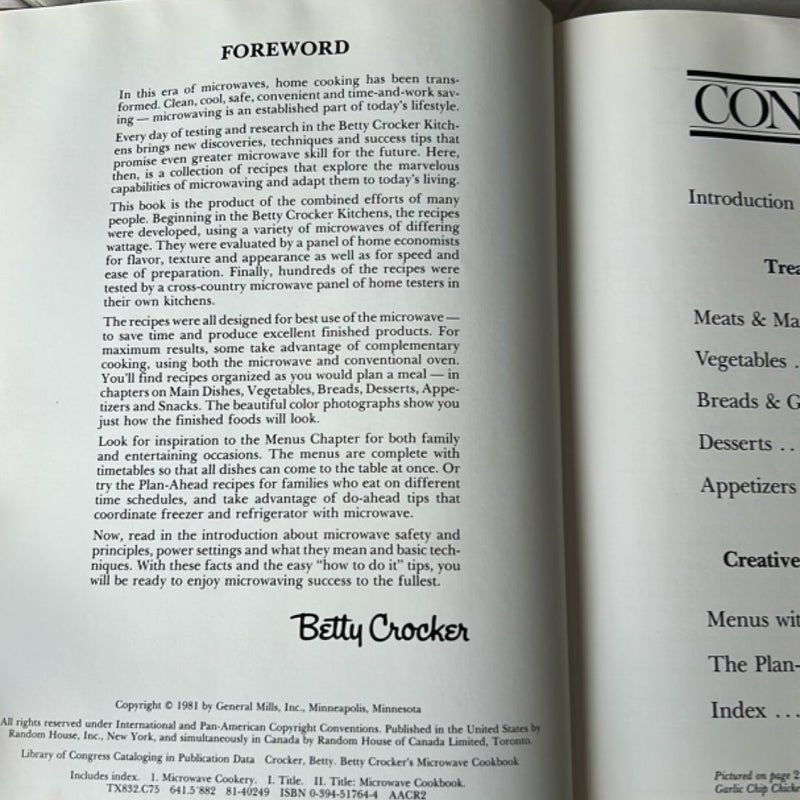 FOREWORD
In this era of microwaves, home cooking has been trans-
formed. Clean, cool, safe, convenient and time-and-work sav-
ing — microwaving is an established part of today's lifestyle.
Every day of testing and research in the Betty Crocker Kitch-
ens brings new discoveries, techniques and success tips that
promise even greater microwave skill for the future. Here,
then, is a collection of recipes that explore the marvelous
capabilities of microwaving and adapt them to today's living.
This book is the product of the combined efforts of many
people. Beginning in the Betty Crocker Kitchens, the recipes
were developed, using a variety of microwaves of differing
wattage. They were evaluated by a panel of home economists
for flavor, texture and appearance as well as for speed and
ease of preparation. Finally, hundreds of the recipes were
tested by a cross-country microwave panel of home testers in
their own kitchens.
The recipes were all designed for best use of the microwave —
to save time and produce excellent finished products. For
maximum results, some take advantage of complementary
cooking, using both the microwave and conventional oven.
You'll find recipes organized as you would plan a meal — in
chapters on Main Dishes, Vegetables, Breads, Desserts, Appe-
tizers and Snacks. The beautiful color photographs show you
just how the finished foods will look.
Look for inspiration to the Menus Chapter for both family
and entertaining occasions. The menus are complete with
timetables so that all dishes can come to the table at once. Or
try the Plan-Ahead recipes for families who eat on different
time schedules, and take advantage of do-ahead tips that
coordinate freezer and refrigerator with microwave.
Now, read in the introduction about microwave safety and
principles, power settings and what they mean and basic tech-
niques. With these facts and the easy "how to do it" tips, you
will be ready to enjoy microwaving success to the fullest.
Betty Crocker
Copyright © 1981 by General Mills, Inc., Minneapolis, Minnesota
All rights reserved under International and Pan-American Copyright Conventions. Published in the United States by
Random House, Inc., New York, and simultaneously in Canada by Random House of Canada Limited, Toronto.
Library of Congress Cataloging in Publication Data Crocker, Betty. Betty Crocker's Microwave Cookbook
Includes index. 1. Microwave Cookery. I. Title. II. Title: Microwave Cookbook.
TX832.C75 641.5'882 81-40249 ISBN 0-394-51764-4 AACR2
CON
Introduction
Trea
Meats & Ma
Vegetables .
Breads & G
Desserts . .
Appetizers
Creative
Menus wit
The Plan-
Index . . .
Pictured on page 2
Garlic Chip Chicke